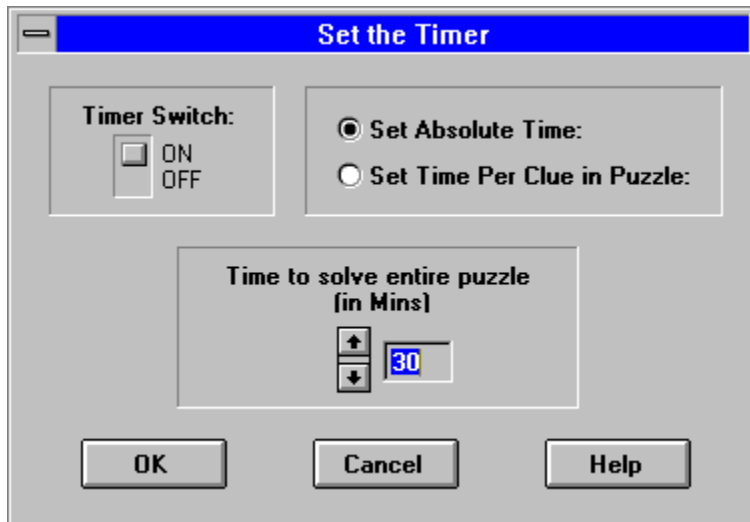 Set the Timer
Timer Switch:
ON
OFF
Set Absolute Time:
Set Time Per Clue in Puzzle:
Time to solve entire puzzle
(in Mins)
30
OK
Cancel
Help